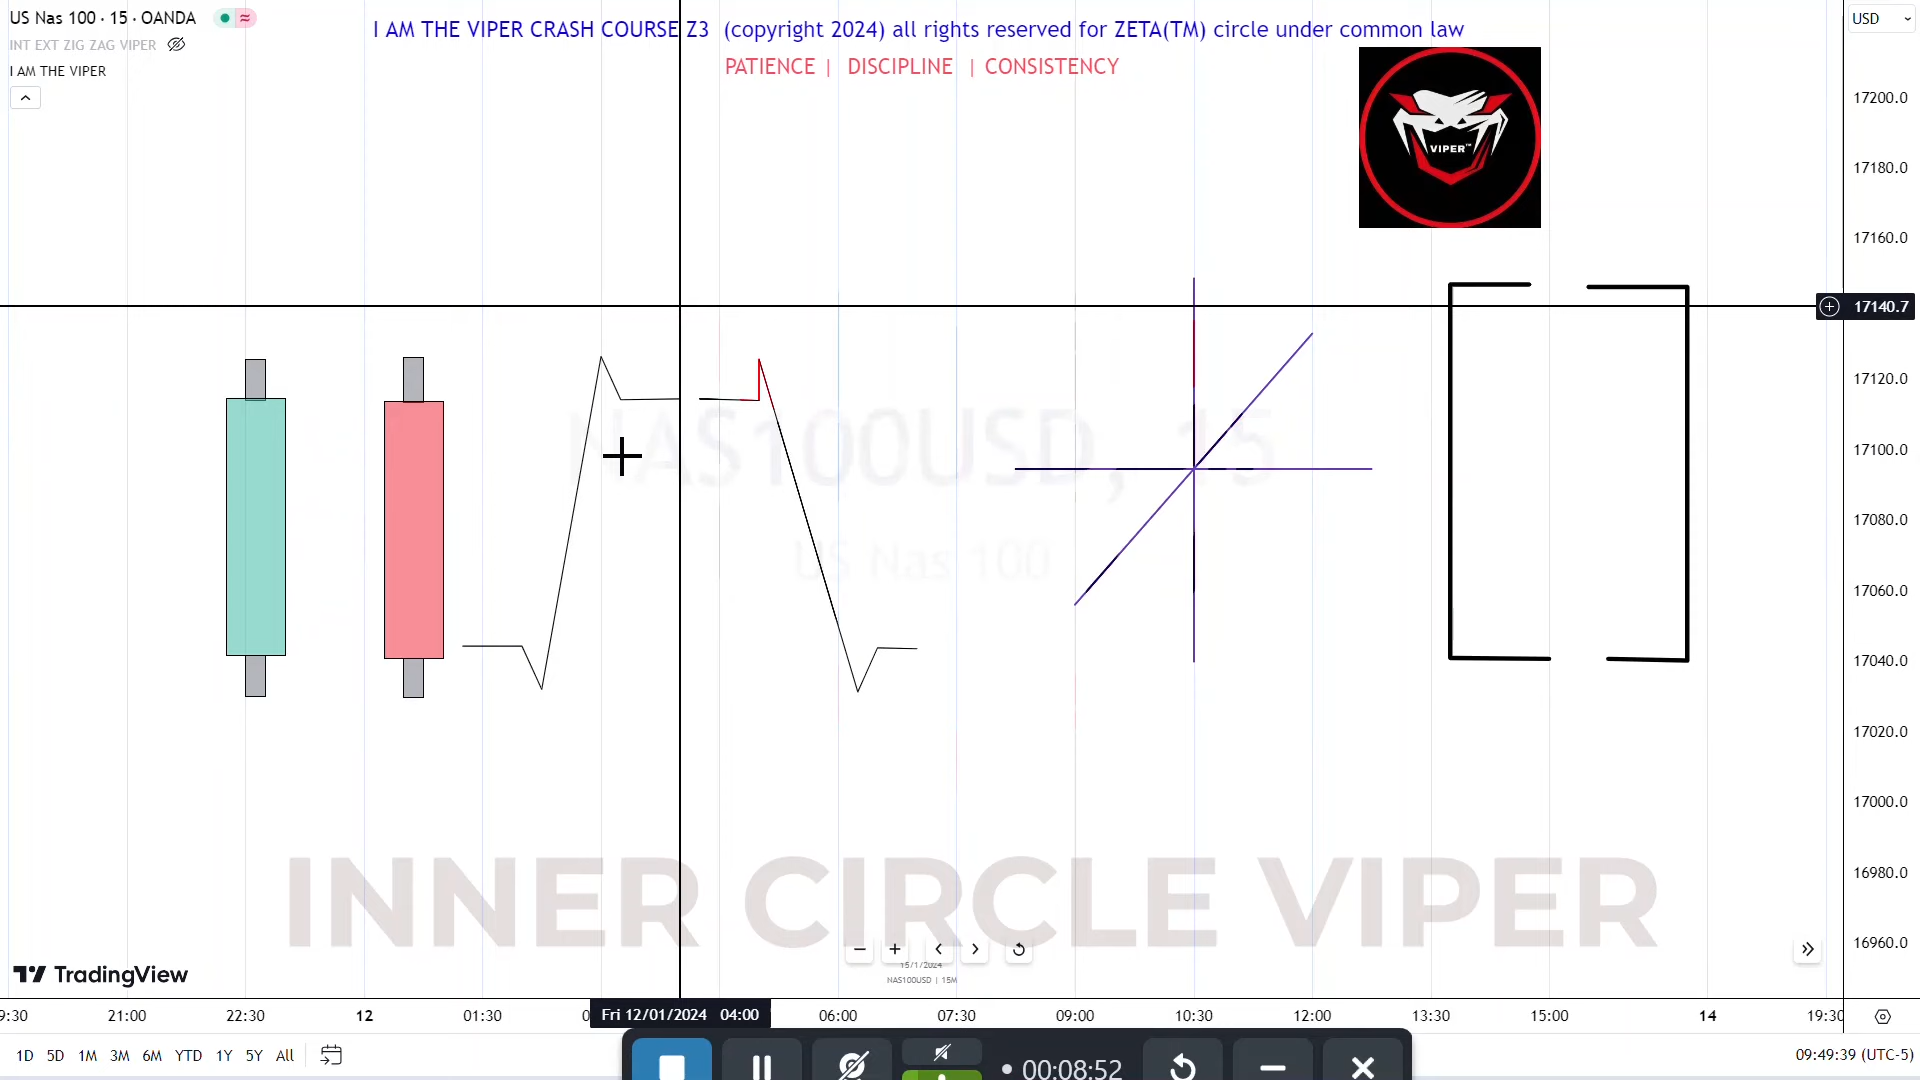 US Nas 100 · 15 · OANDA
INT EXT ZIG ZAG VIPER
I AM THE VIPER
I AM THE VIPER CRASH COURSE Z3 (copyright 2024) all rights reserved for ZETA(TM) circle under common law
PATIENCE | DISCIPLINE | CONSISTENCY
VIPER™
USD
17200.0
17180.0
17160.0
17140.7
17120.0
17100.0
17080.0
17060.0
17040.0
17020.0
17000.0
16980.0
16960.0
NAS100USD, 15
US Nas 100
INNER CIRCLE VIPER
15/1/2024
NAS100USD | 15M
TradingView
9:30 21:00 22:30 12 01:30 Fri 12/01/2024 04:00 06:00 07:30 09:00 10:30 12:00 13:30 15:00 14 19:30
1D 5D 1M 3M 6M YTD 1Y 5Y All
00:08:52
09:49:39 (UTC-5)